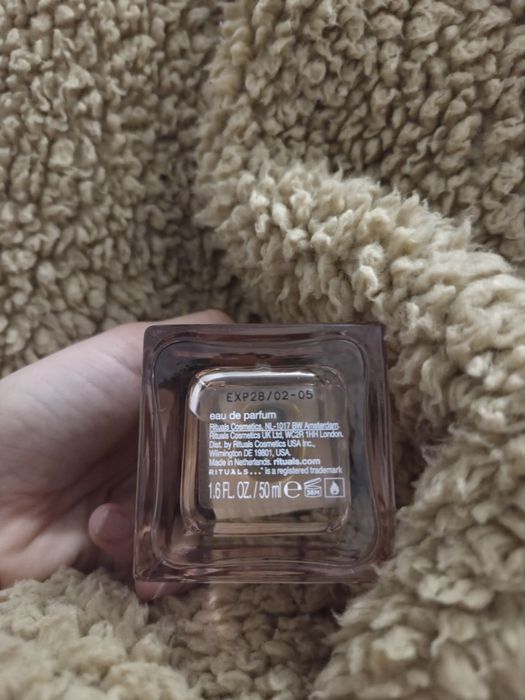 EXP28/02-05
eau de parfum
Rituals Cosmetics, NL-1017 BW Amsterdam.
Rituals Cosmetics UK Ltd, WC2R 1HH London.
Dist. by Rituals Cosmetics USA Inc.,
Wilmington DE 19801, USA.
Made in Netherlands. rituals.com
RITUALS... is a registered trademark
1.6 FL. OZ. / 50 ml e 36M